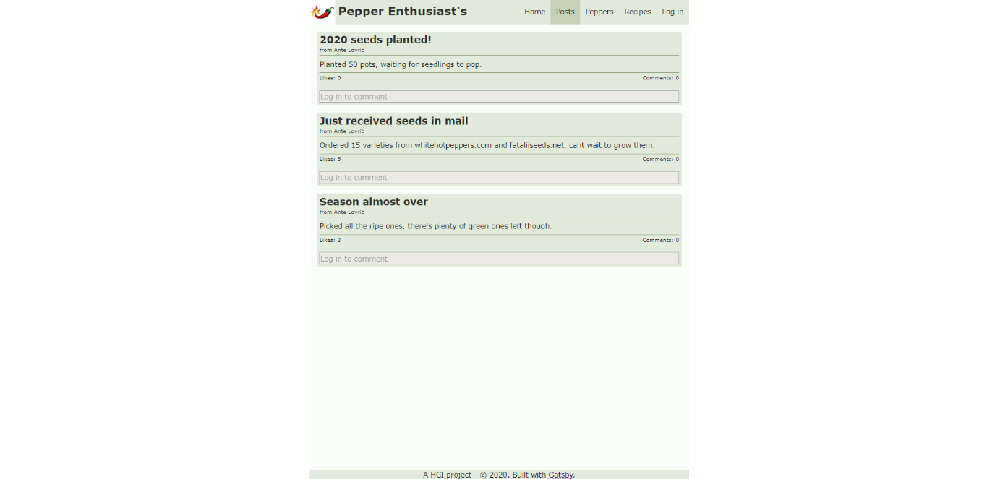 Pepper Enthusiast's
Home Posts Peppers Recipes Log in
2020 seeds planted!
from Ante Lovrić
Planted 50 pots, waiting for seedlings to pop.
Likes: 0 Comments: 0
Log in to comment
Just received seeds in mail
from Ante Lovrić
Ordered 15 varieties from whitehotpeppers.com and fataliiseeds.net, cant wait to grow them.
Likes: 5 Comments: 0
Log in to comment
Season almost over
from Ante Lovrić
Picked all the ripe ones, there's plenty of green ones left though.
Likes: 3 Comments: 0
Log in to comment
A HCI project - © 2020, Built with Gatsby.